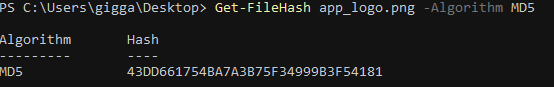 PS C:\Users\gigga\Desktop> Get-FileHash app_logo.png -Algorithm MD5
Algorithm Hash
--------- ----
MD5 43DD661754BA7A3B75F34999B3F54181